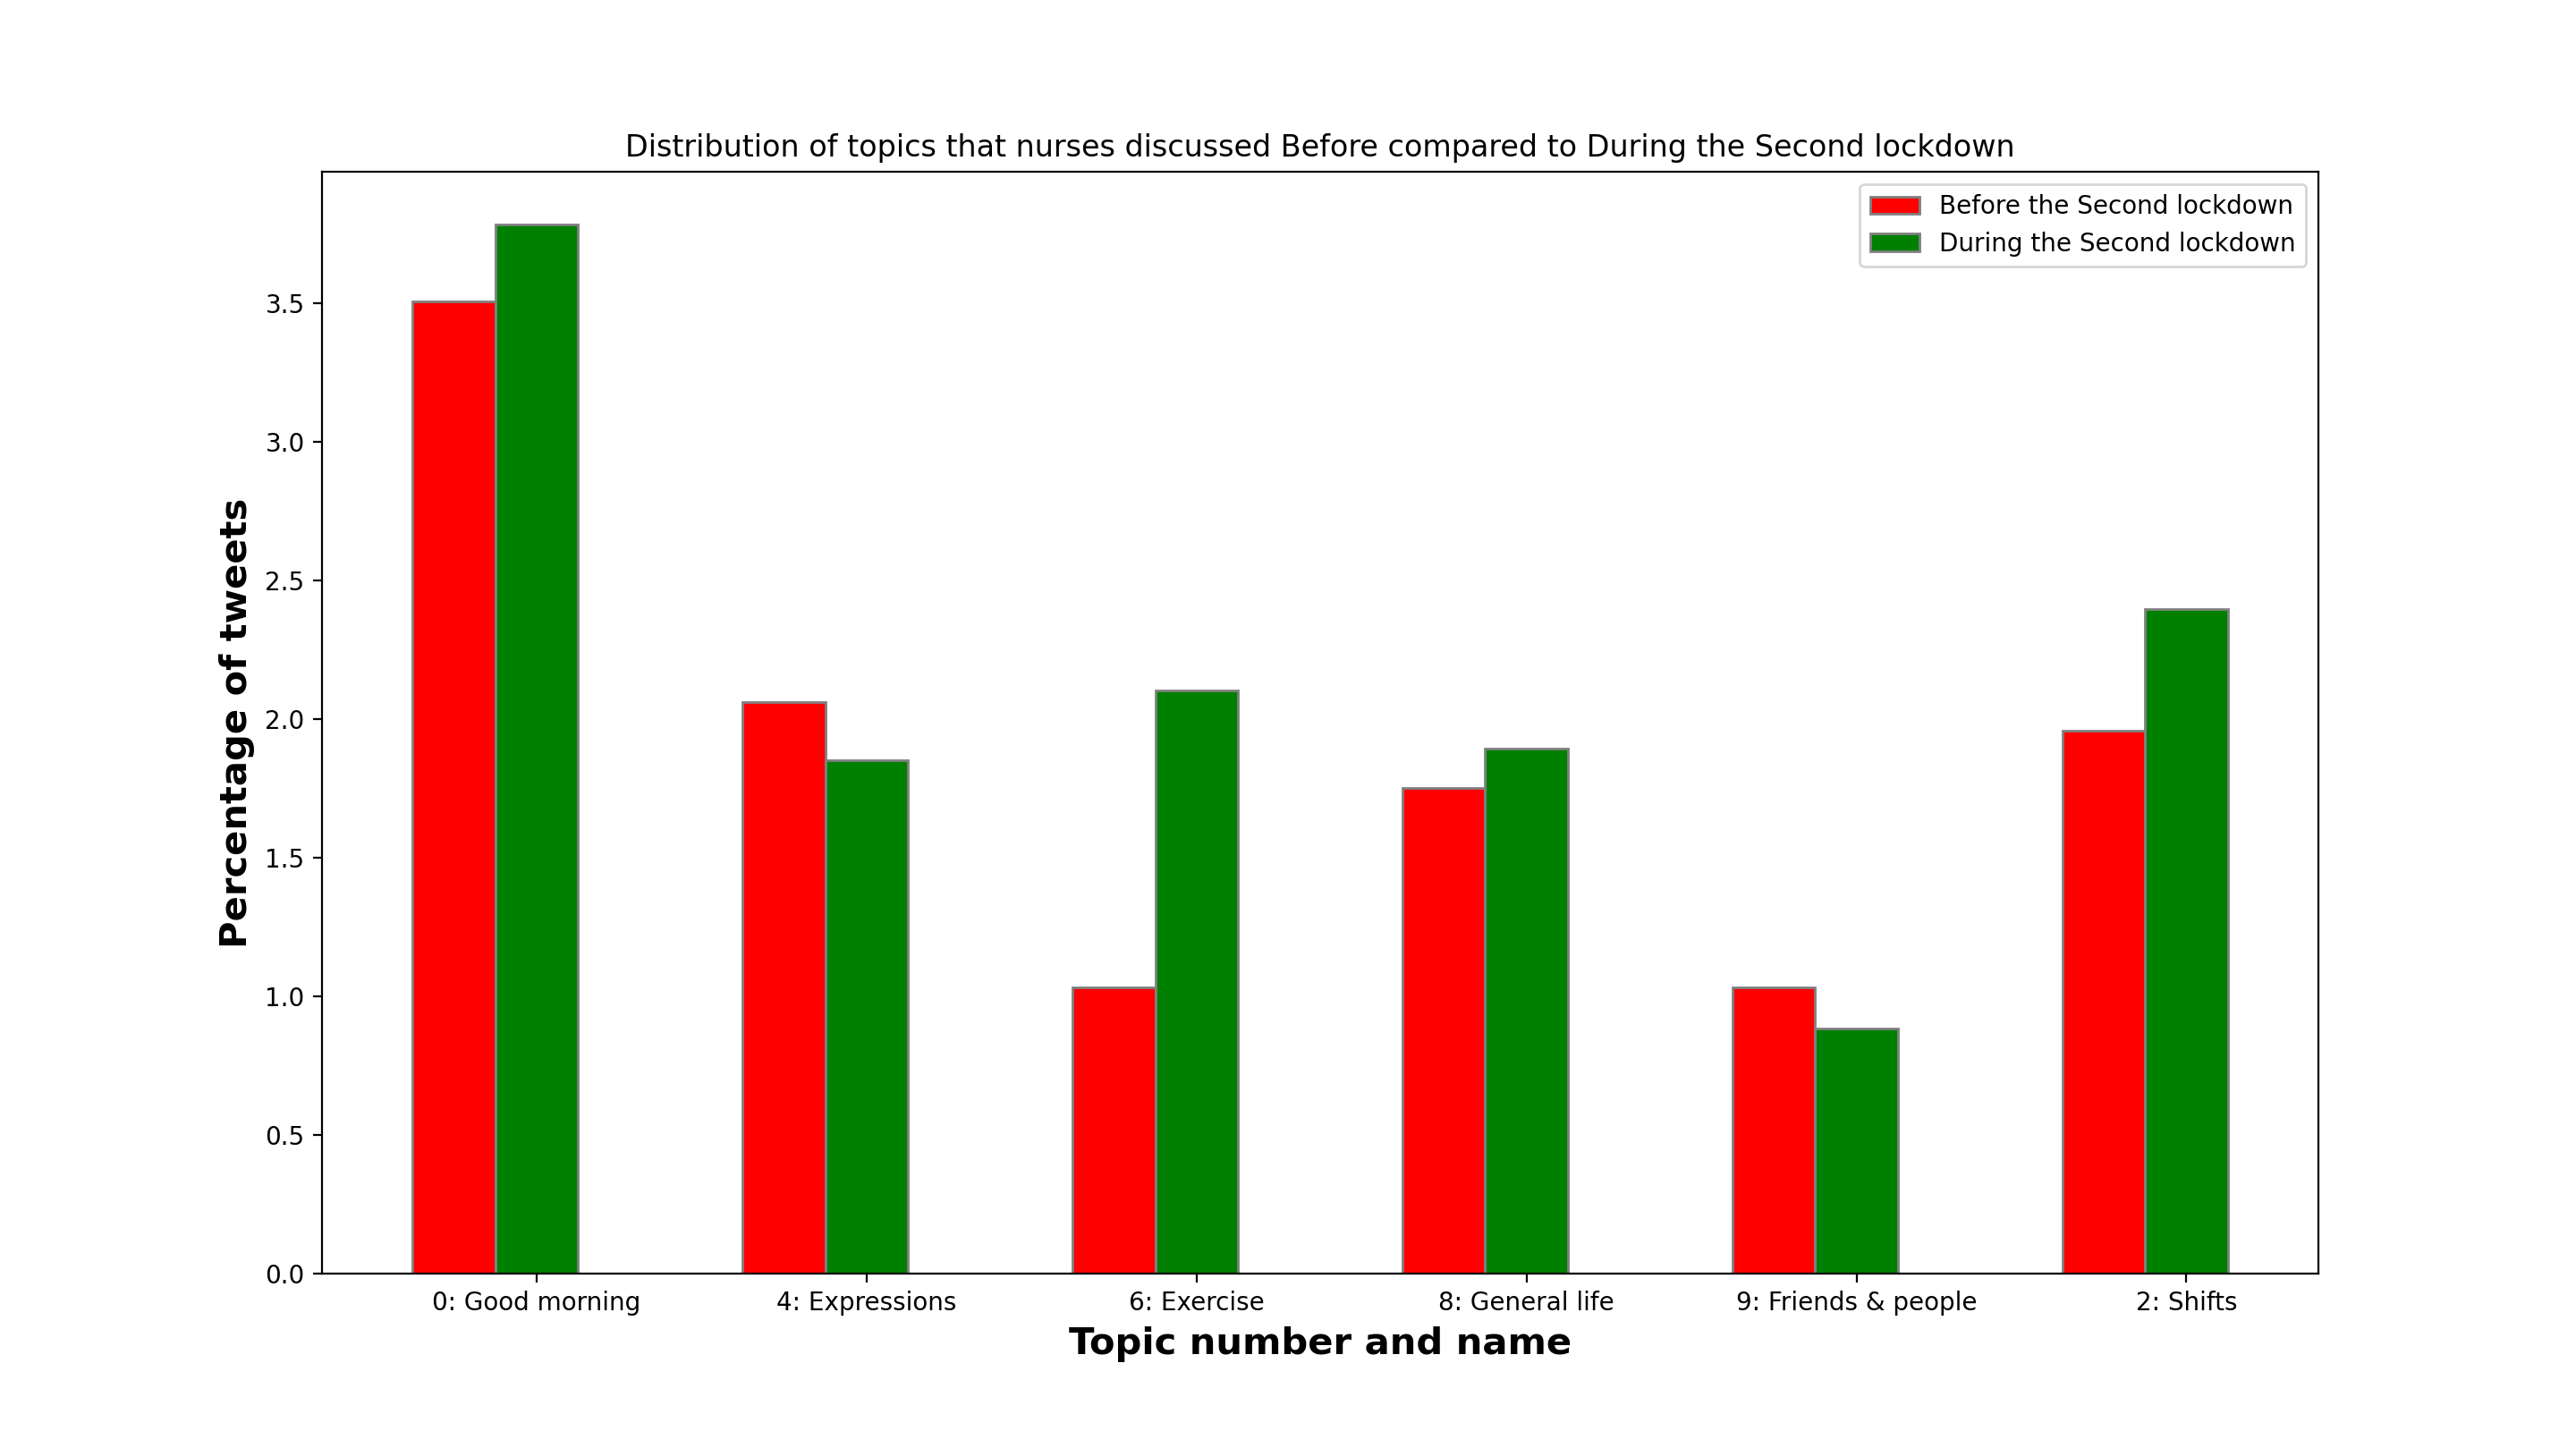 Distribution of topics that nurses discussed Before compared to During the Second lockdown
Before the Second lockdown
During the Second lockdown
Percentage of tweets
3.5
3.0
2.5
2.0
1.5
1.0
0.5
0.0
0: Good morning
4: Expressions
6: Exercise
8: General life
9: Friends & people
2: Shifts
Topic number and name